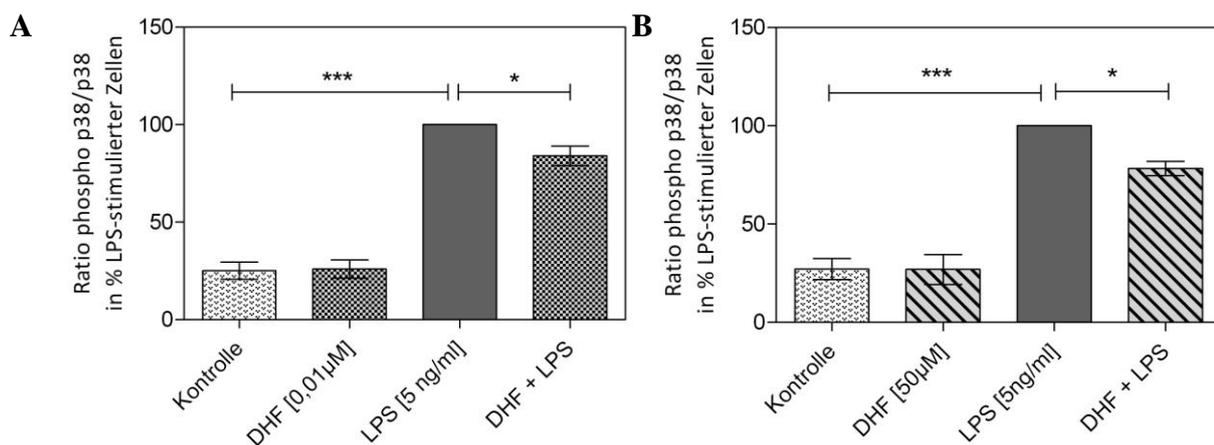 A
Ratio phospho p38/p38
in % LPS-stimulierter Zellen
150
100
50
0
***
*
Kontrolle
DHF [0,01µM]
LPS [5 ng/ml]
DHF + LPS
B
Ratio phospho p38/p38
in % LPS-stimulierter Zellen
150
100
50
0
***
*
Kontrolle
DHF [50µM]
LPS [5ng/ml]
DHF + LPS